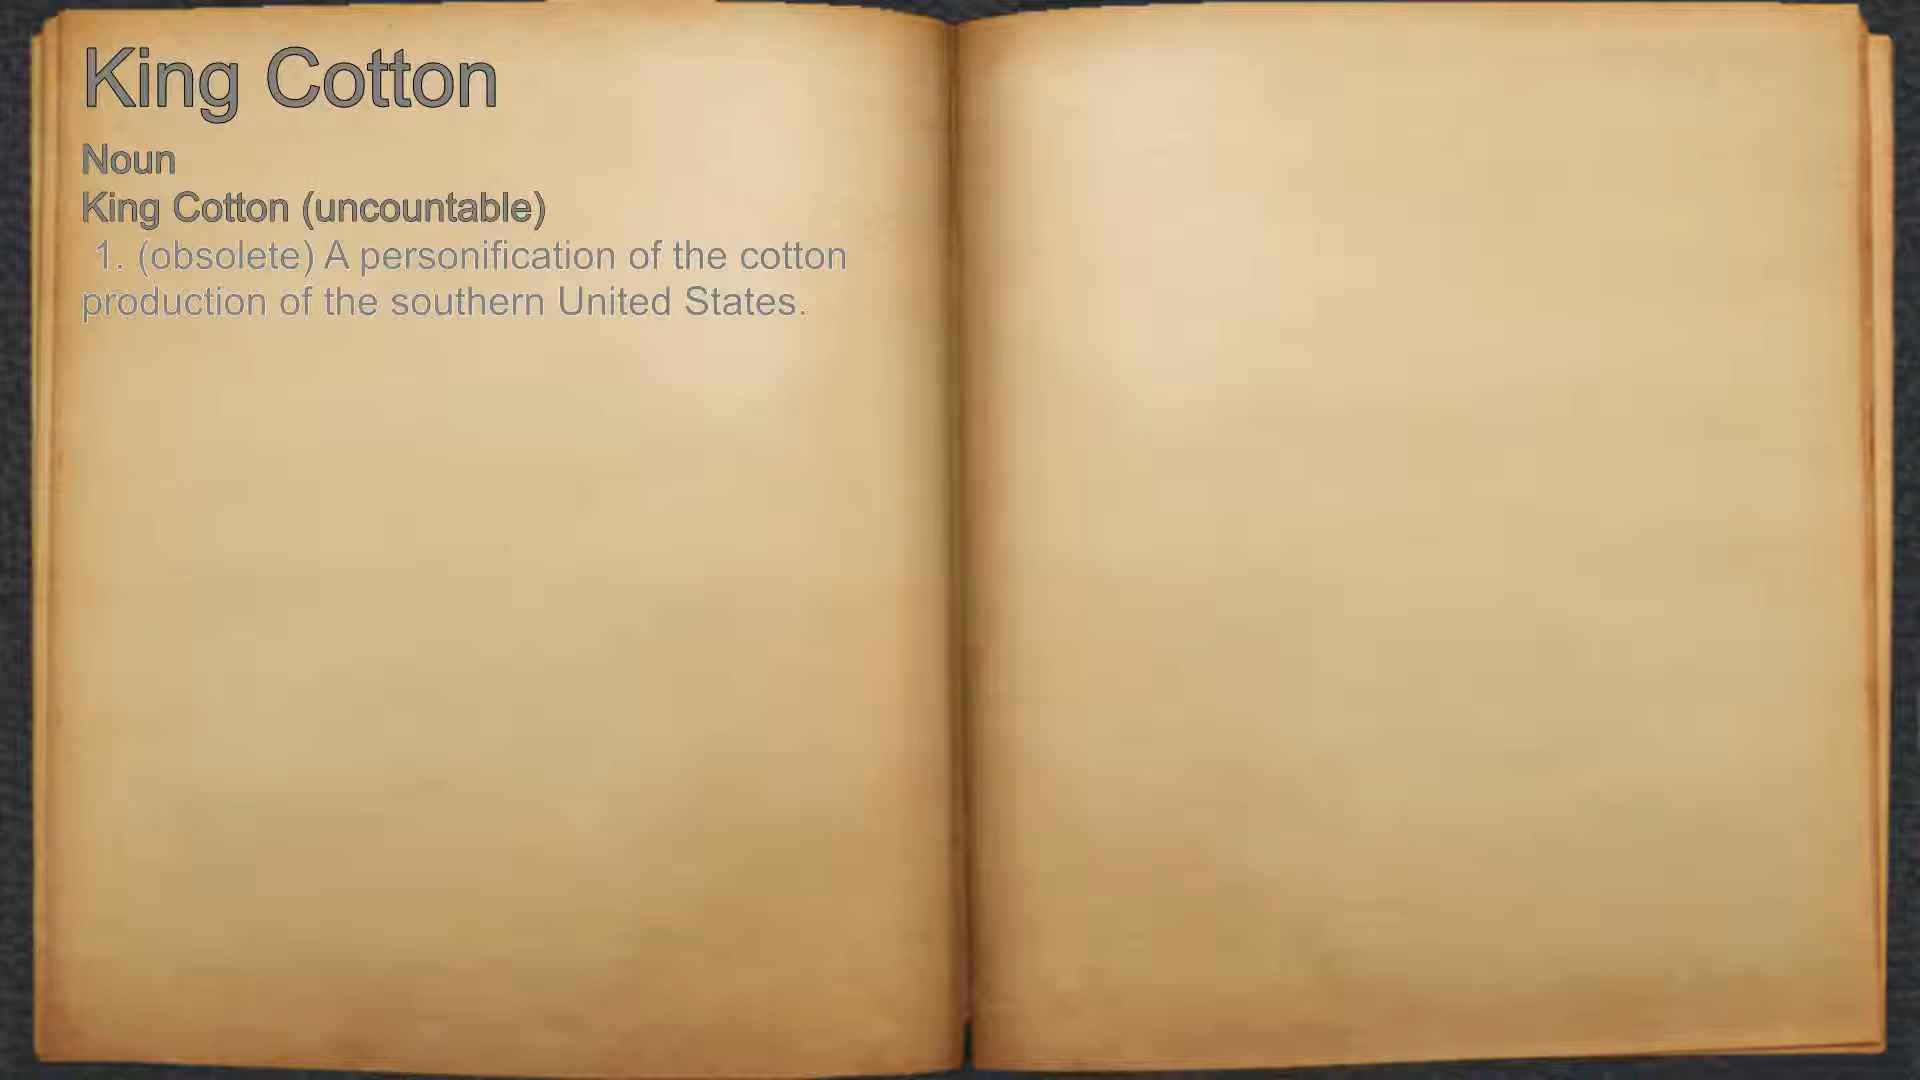 King Cotton
Noun
King Cotton (uncountable)
1. (obsolete) A personification of the cotton
production of the southern United States.